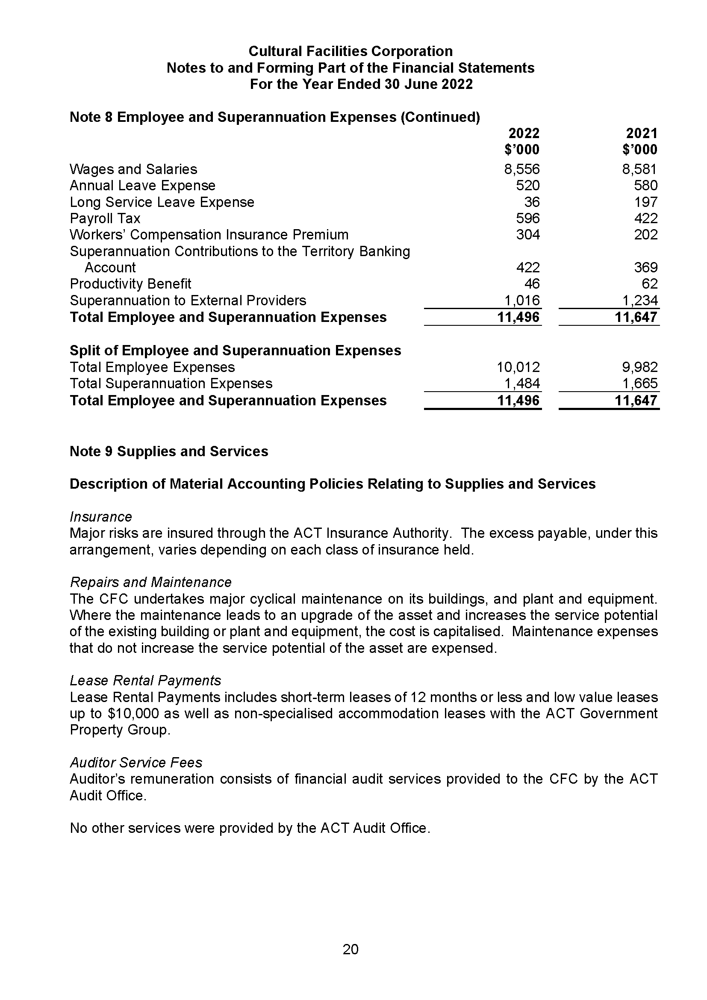 Cultural Facilities Corporation
Notes to and Forming Part of the Financial Statements
For the Year Ended 30 June 2022
Note 8 Employee and Superannuation Expenses (Continued)
2022 2021
$’000 $’000
Wages and Salaries 8,556 8,581
Annual Leave Expense 520 580
Long Service Leave Expense 36 197
Payroll Tax 596 422
Workers’ Compensation Insurance Premium 304 202
Superannuation Contributions to the Territory Banking
Account 422 369
Productivity Benefit 46 62
Superannuation to External Providers 1,016 1,234
Total Employee and Superannuation Expenses 11,496 11,647
Split of Employee and Superannuation Expenses
Total Employee Expenses 10,012 9,982
Total Superannuation Expenses 1,484 1,665
Total Employee and Superannuation Expenses 11,496 11,647
Note 9 Supplies and Services
Description of Material Accounting Policies Relating to Supplies and Services
Insurance
Major risks are insured through the ACT Insurance Authority. The excess payable, under this
arrangement, varies depending on each class of insurance held.
Repairs and Maintenance
The CFC undertakes major cyclical maintenance on its buildings, and plant and equipment.
Where the maintenance leads to an upgrade of the asset and increases the service potential
of the existing building or plant and equipment, the cost is capitalised. Maintenance expenses
that do not increase the service potential of the asset are expensed.
Lease Rental Payments
Lease Rental Payments includes short-term leases of 12 months or less and low value leases
up to $10,000 as well as non-specialised accommodation leases with the ACT Government
Property Group.
Auditor Service Fees
Auditor’s remuneration consists of financial audit services provided to the CFC by the ACT
Audit Office.
No other services were provided by the ACT Audit Office.
20